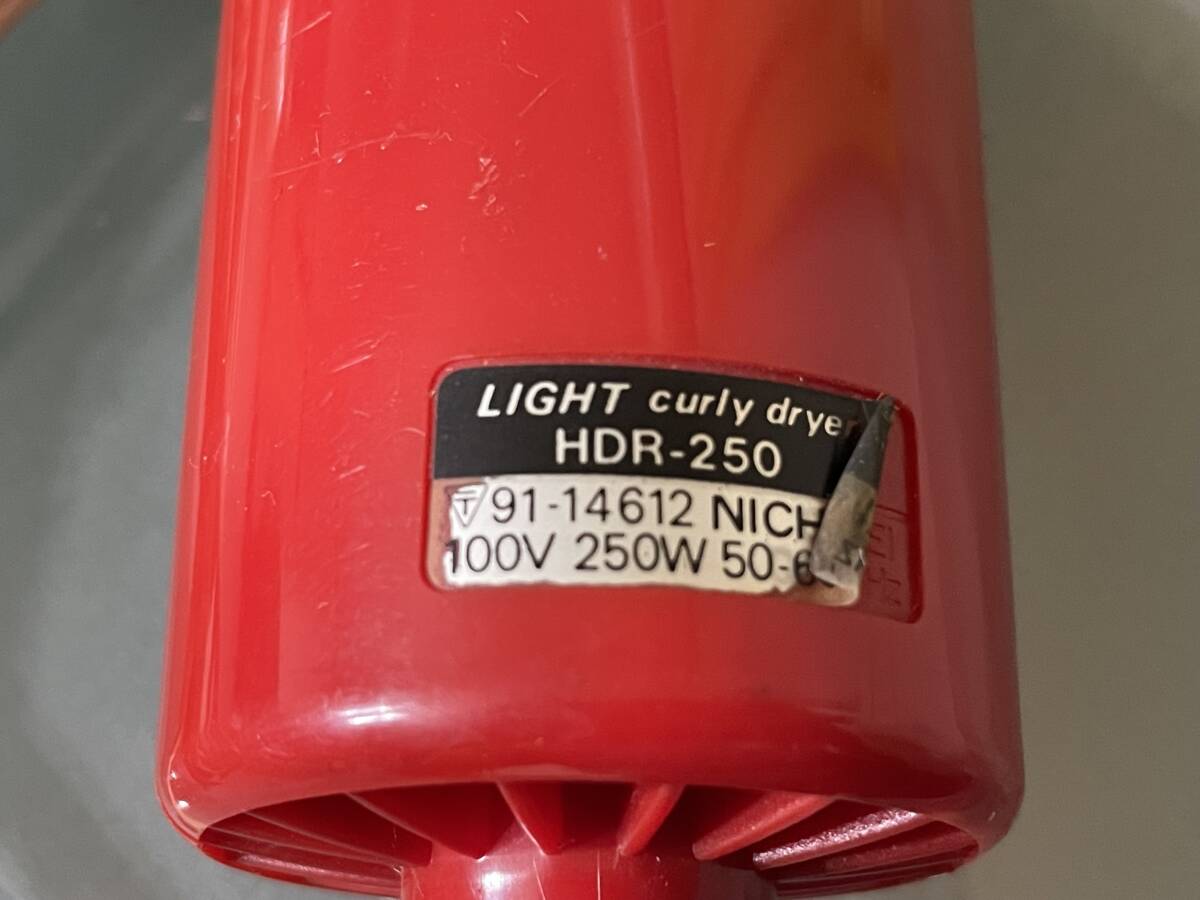 LIGHT curly dryer
HDR-250
T 91-14612 NICH
100V 250W 50-6